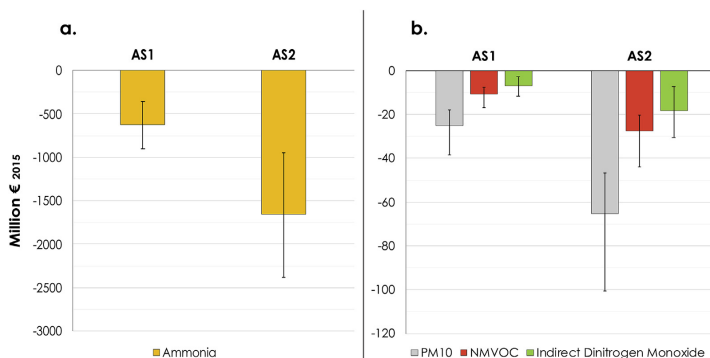 a.
AS1 AS2
0
-500
-1000
-1500
-2000
-2500
-3000
Million € 2015
Ammonia
b.
AS1 AS2
0
-20
-40
-60
-80
-100
-120
PM10 NMVOC Indirect Dinitrogen Monoxide